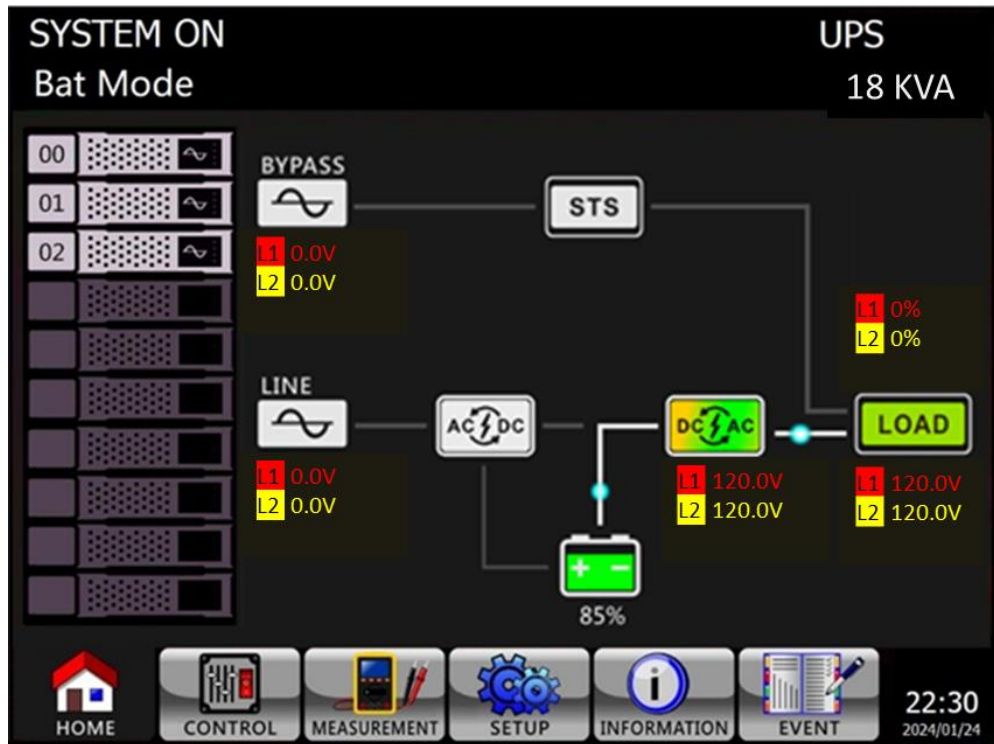 SYSTEM ON
UPS
Bat Mode
18 KVA
00
01
02
BYPASS
L1 0.0V
L2 0.0V
STS
L1 0%
L2 0%
LINE
L1 0.0V
L2 0.0V
AC DC
DC AC
L1 120.0V
L2 120.0V
LOAD
L1 120.0V
L2 120.0V
+ -
85%
HOME
CONTROL
MEASUREMENT
SETUP
INFORMATION
EVENT
22:30
2024/01/24